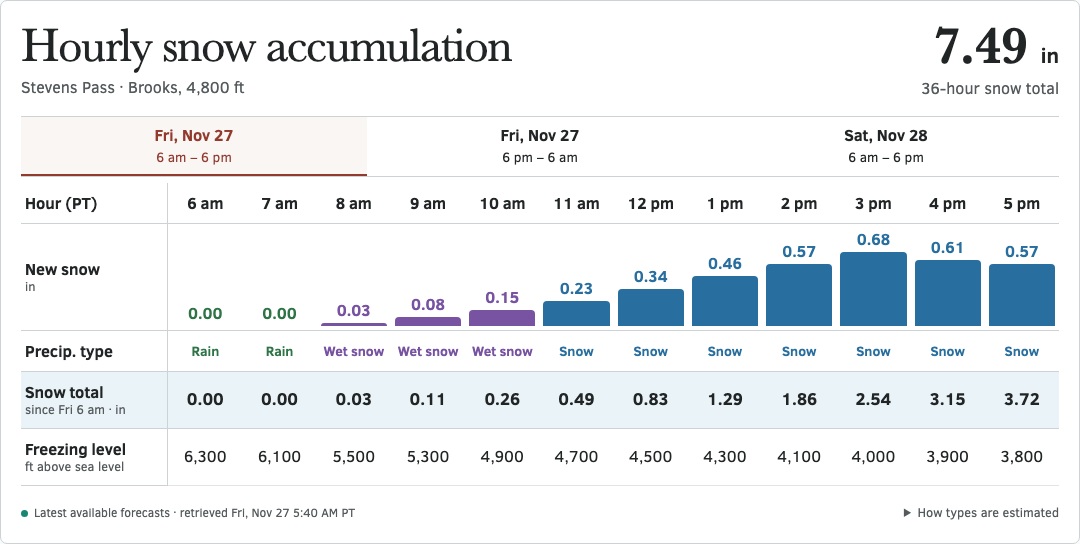 Hourly snow accumulation
7.49 in
Stevens Pass · Brooks, 4,800 ft
36-hour snow total
Fri, Nov 27
6 am – 6 pm
Fri, Nov 27
6 pm – 6 am
Sat, Nov 28
6 am – 6 pm
Hour (PT) 6 am 7 am 8 am 9 am 10 am 11 am 12 pm 1 pm 2 pm 3 pm 4 pm 5 pm
New snow
in
0.00 0.00 0.03 0.08 0.15 0.23 0.34 0.46 0.57 0.68 0.61 0.57
Precip. type Rain Rain Wet snow Wet snow Wet snow Snow Snow Snow Snow Snow Snow Snow
Snow total
since Fri 6 am · in
0.00 0.00 0.03 0.11 0.26 0.49 0.83 1.29 1.86 2.54 3.15 3.72
Freezing level
ft above sea level
6,300 6,100 5,500 5,300 4,900 4,700 4,500 4,300 4,100 4,000 3,900 3,800
Latest available forecasts · retrieved Fri, Nov 27 5:40 AM PT
▶ How types are estimated